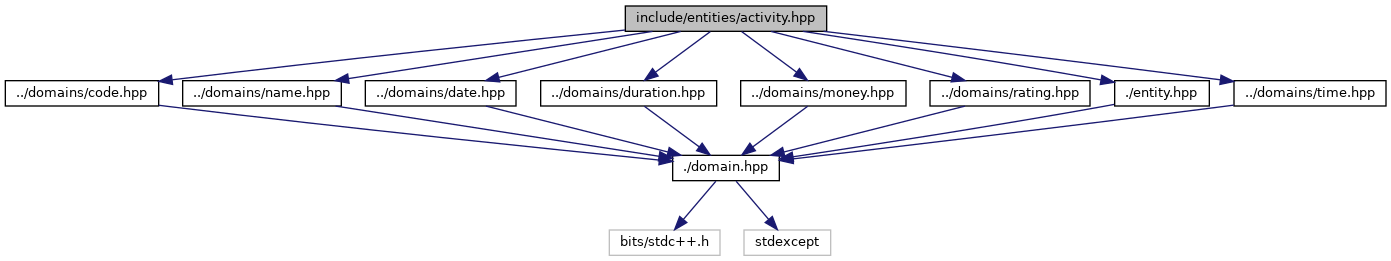 include/entities/activity.hpp
../domains/code.hpp
../domains/name.hpp
../domains/date.hpp
../domains/duration.hpp
../domains/money.hpp
../domains/rating.hpp
./entity.hpp
../domains/time.hpp
./domain.hpp
bits/stdc++.h
stdexcept